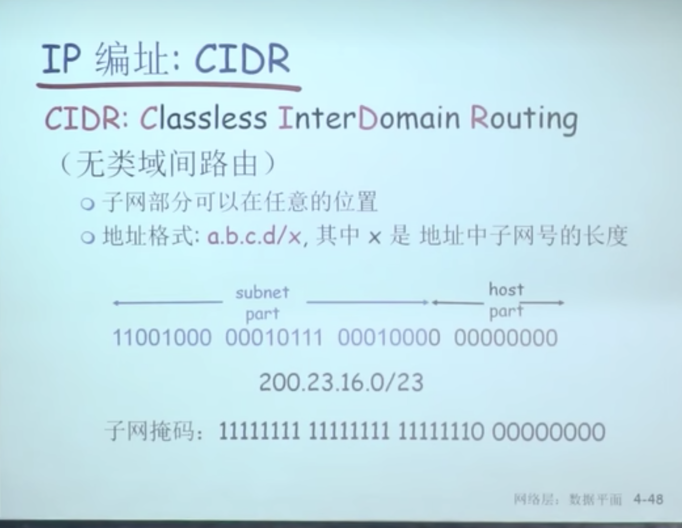 IP 编址: CIDR
CIDR: Classless InterDomain Routing
（无类域间路由）
子网部分可以在任意的位置
地址格式: a.b.c.d/x, 其中 x 是 地址中子网号的长度
subnet part
host part
11001000 00010111 00010000 00000000
200.23.16.0/23
子网掩码： 11111111 11111111 11111110 00000000
网络层：数据平面 4-48